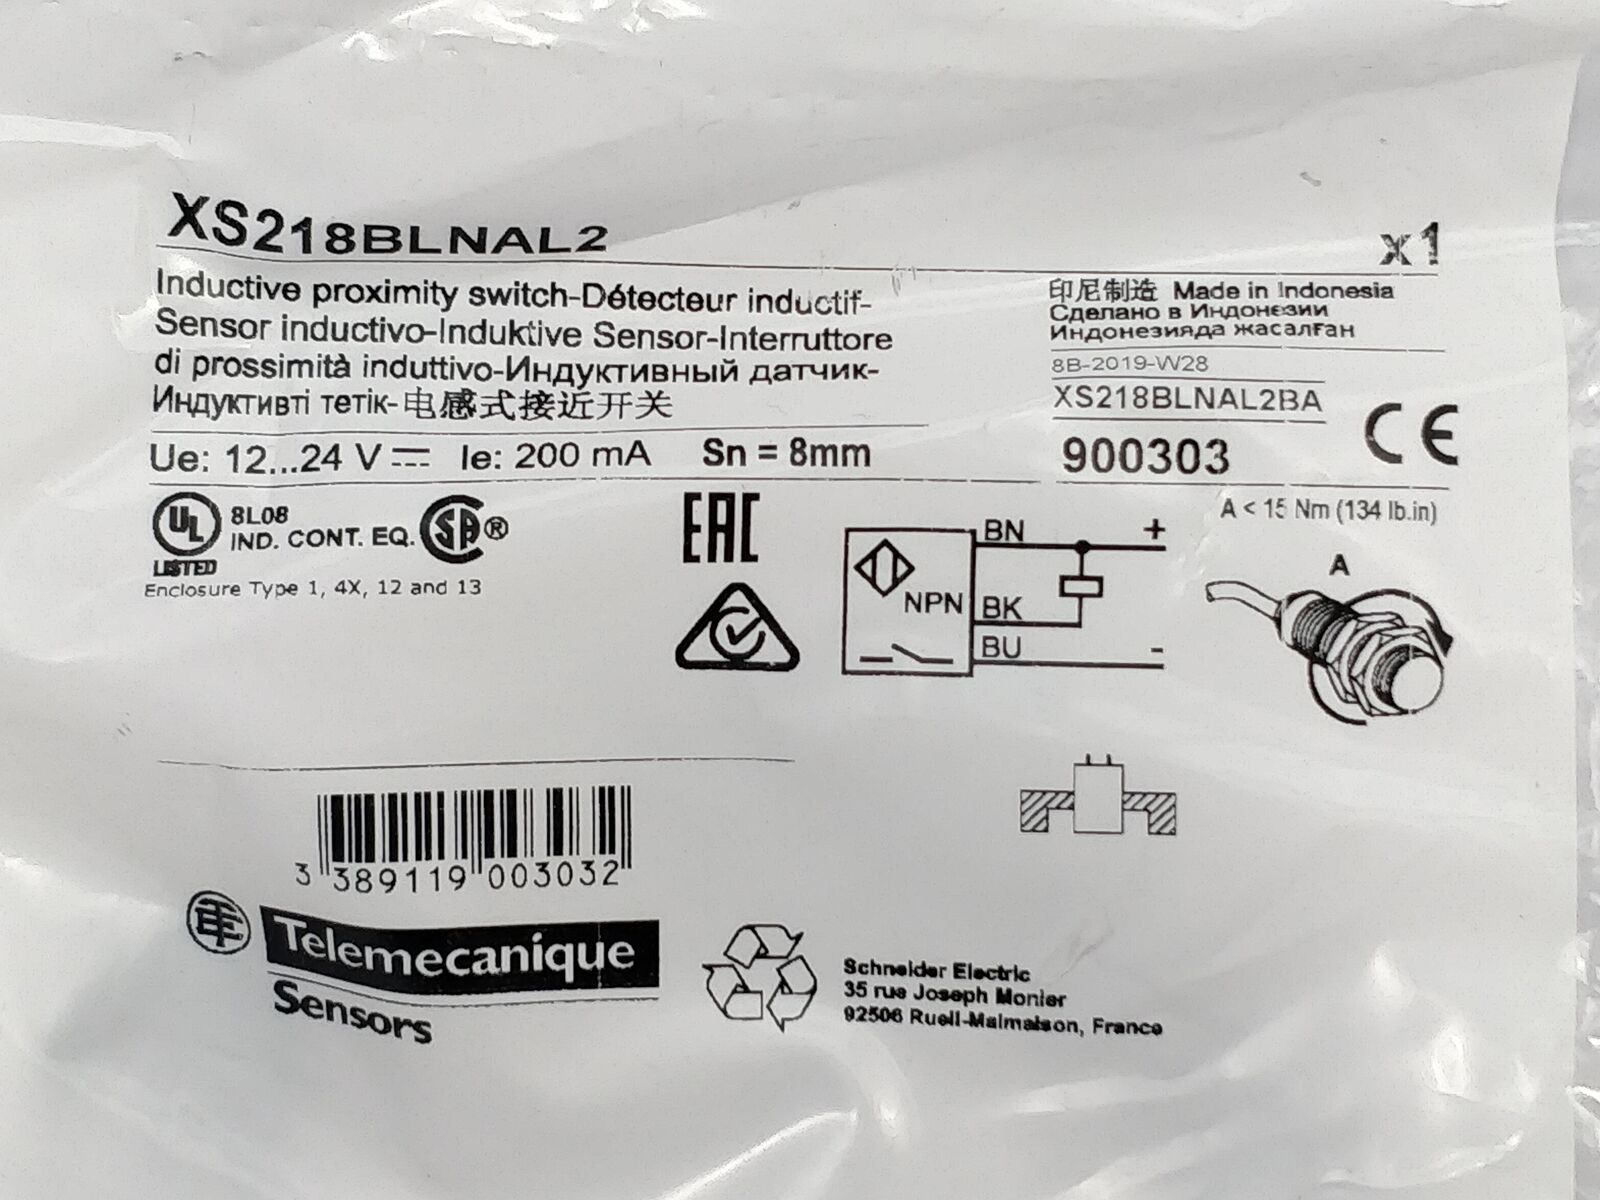 XS218BLNAL2
x1
Inductive proximity switch-Détecteur inductif-
Sensor inductivo-Induktive Sensor-Interruttore
di prossimità induttivo-Индуктивный датчик-
Индуктивті тетік-电感式接近开关
印尼制造 Made in Indonesia
Сделано в Индонезии
Индонезияда жасалған
8B-2019-W28
XS218BLNAL2BA
900303
CE
Ue: 12...24 V Ie: 200 mA Sn = 8mm
UL
LISTED
8L08
IND. CONT. EQ.
SA®
Enclosure Type 1, 4X, 12 and 13
EAC
BN
+
NPN
BK
BU
-
A < 15 Nm (134 lb.in)
A
3 389119 003032
TE
Telemecanique
Sensors
Schneider Electric
35 rue Joseph Monier
92506 Rueil-Malmaison, France